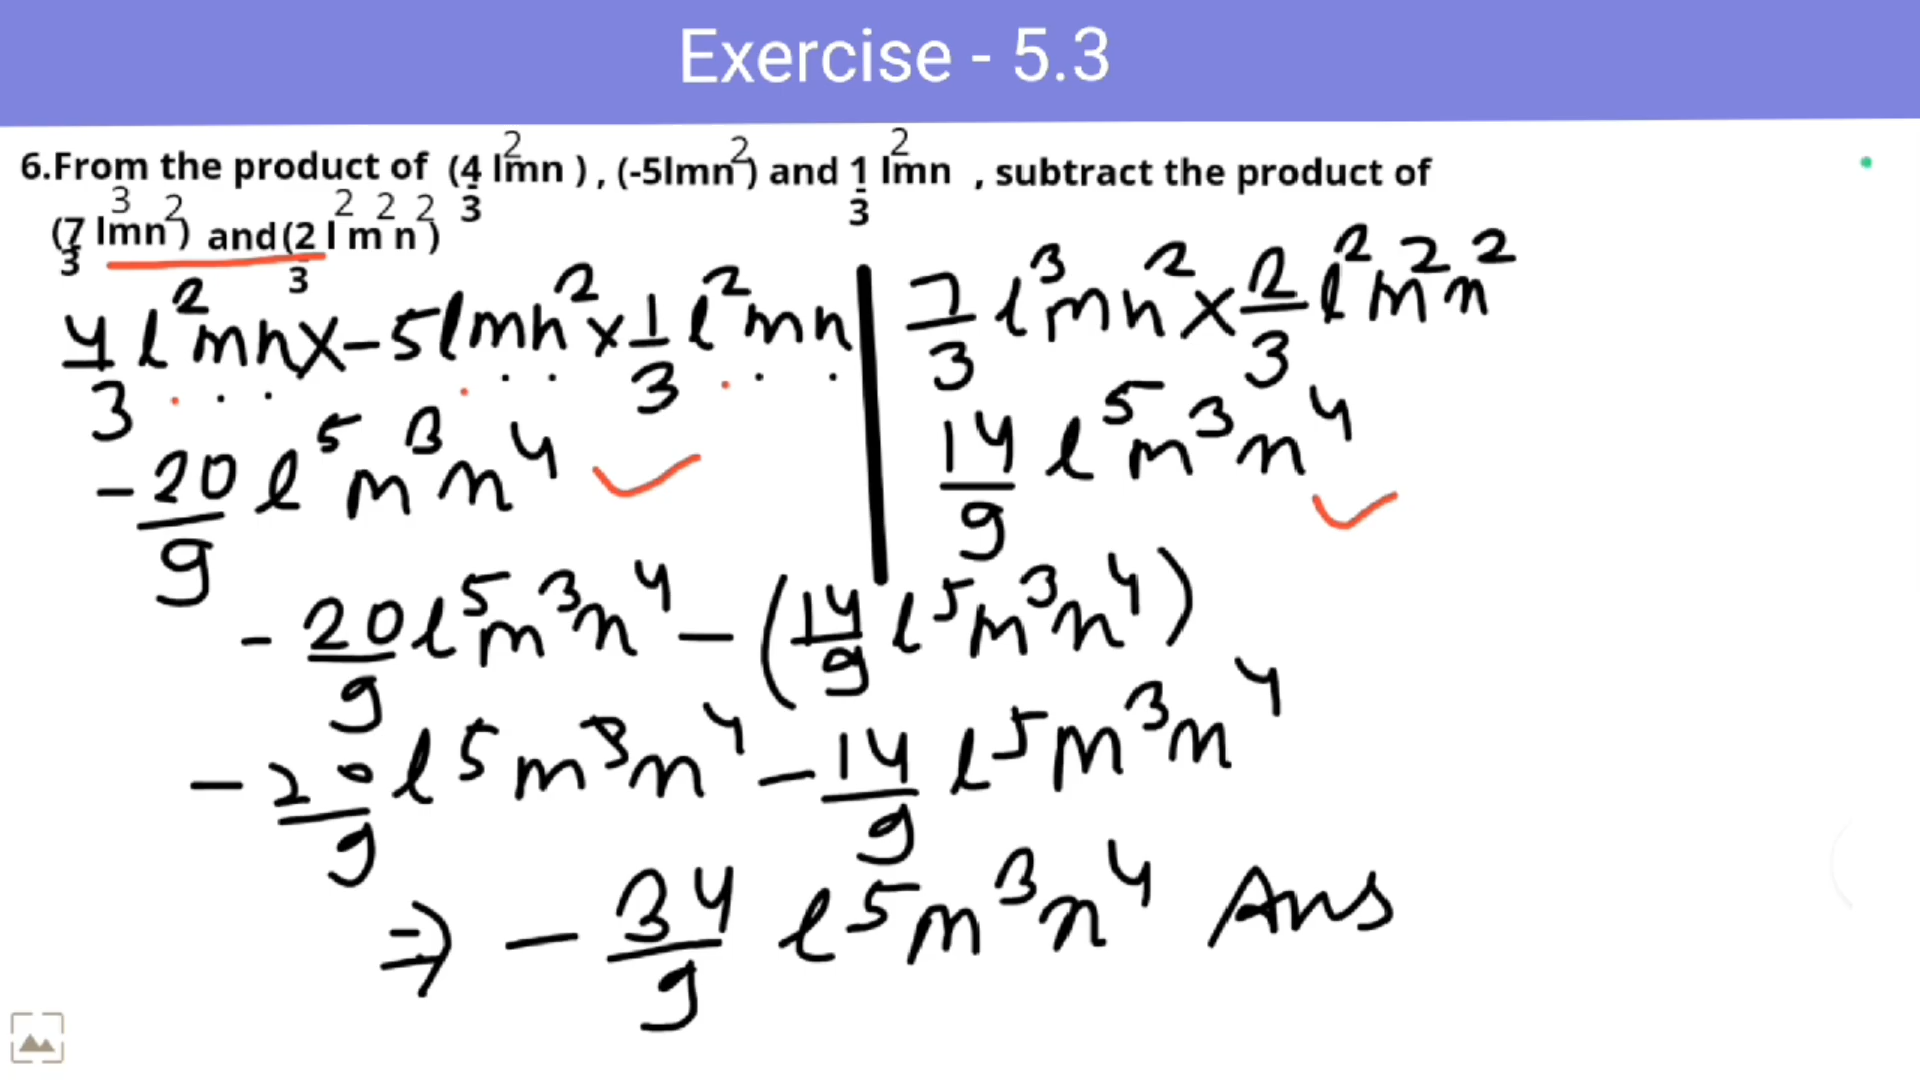 Exercise - 5.3
6.From the product of (4/3 l²mn ) , (-5lmn²) and 1/3 l²mn , subtract the product of
(7/3 l³mn²) and (2/3 l²m²n²)
4/3 l²mn x -5lmn² x 1/3 l²mn | 7/3 l³mn² x 2/3 l²m²n²
-20/9 l⁵m³n⁴ ✓ | 14/9 l⁵m³n⁴ ✓
- 20/9 l⁵m³n⁴ - (14/9 l⁵m³n⁴)
- 20/9 l⁵m³n⁴ - 14/9 l⁵m³n⁴
⇒ - 34/9 l⁵m³n⁴ Ans